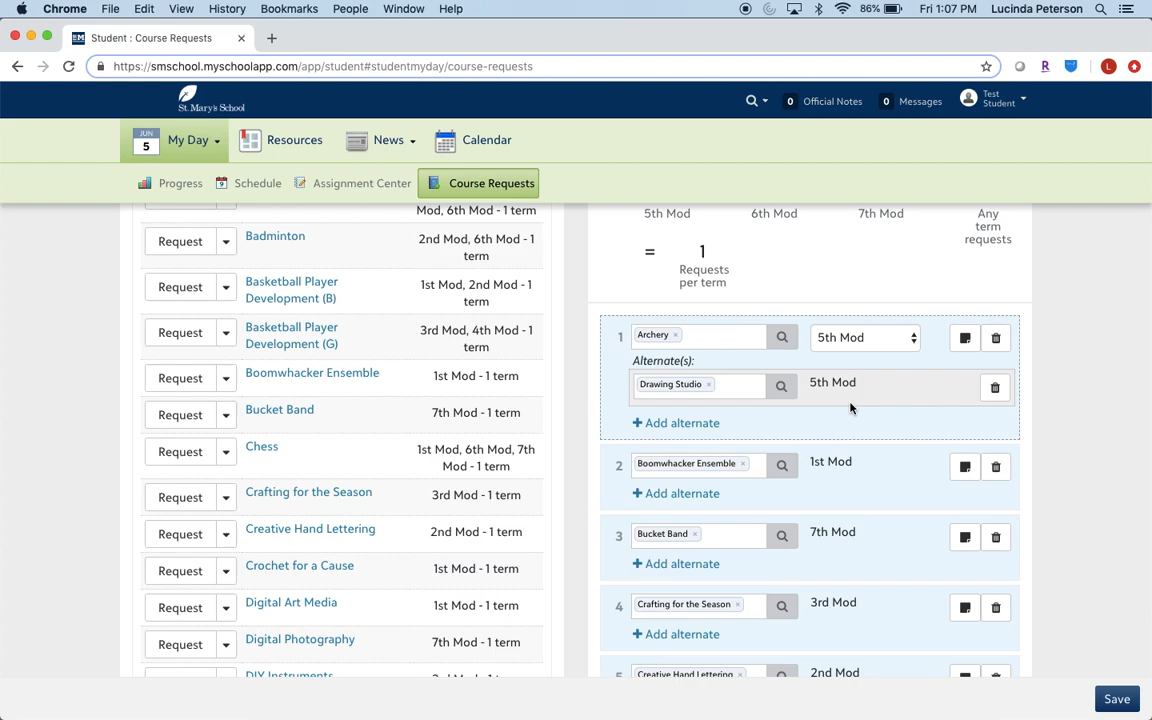 Chrome File Edit View History Bookmarks People Window Help 86% Fri 1:07 PM Lucinda Peterson
Student : Course Requests
https://smschool.myschoolapp.com/app/student#studentmyday/course-requests L
St. Mary's School 0 Official Notes 0 Messages Test Student
JUN 5 My Day Resources News Calendar
Progress Schedule Assignment Center Course Requests
Mod, 6th Mod - 1 term
Request Badminton 2nd Mod, 6th Mod - 1
term
Request Basketball Player 1st Mod, 2nd Mod - 1
Development (B) term
Request Basketball Player 3rd Mod, 4th Mod - 1
Development (G) term
Request Boomwhacker Ensemble 1st Mod - 1 term
Request Bucket Band 7th Mod - 1 term
Request Chess 1st Mod, 6th Mod, 7th
Mod - 1 term
Request Crafting for the Season 3rd Mod - 1 term
Request Creative Hand Lettering 2nd Mod - 1 term
Request Crochet for a Cause 1st Mod - 1 term
Request Digital Art Media 1st Mod - 1 term
Request Digital Photography 7th Mod - 1 term
DIY Instruments
5th Mod 6th Mod 7th Mod Any
term
requests
= 1
Requests
per term
1 Archery × 5th Mod
Alternate(s):
Drawing Studio × 5th Mod
+ Add alternate
2 Boomwhacker Ensemble × 1st Mod
+ Add alternate
3 Bucket Band × 7th Mod
+ Add alternate
4 Crafting for the Season × 3rd Mod
+ Add alternate
5 Creative Hand Lettering × 2nd Mod
Save